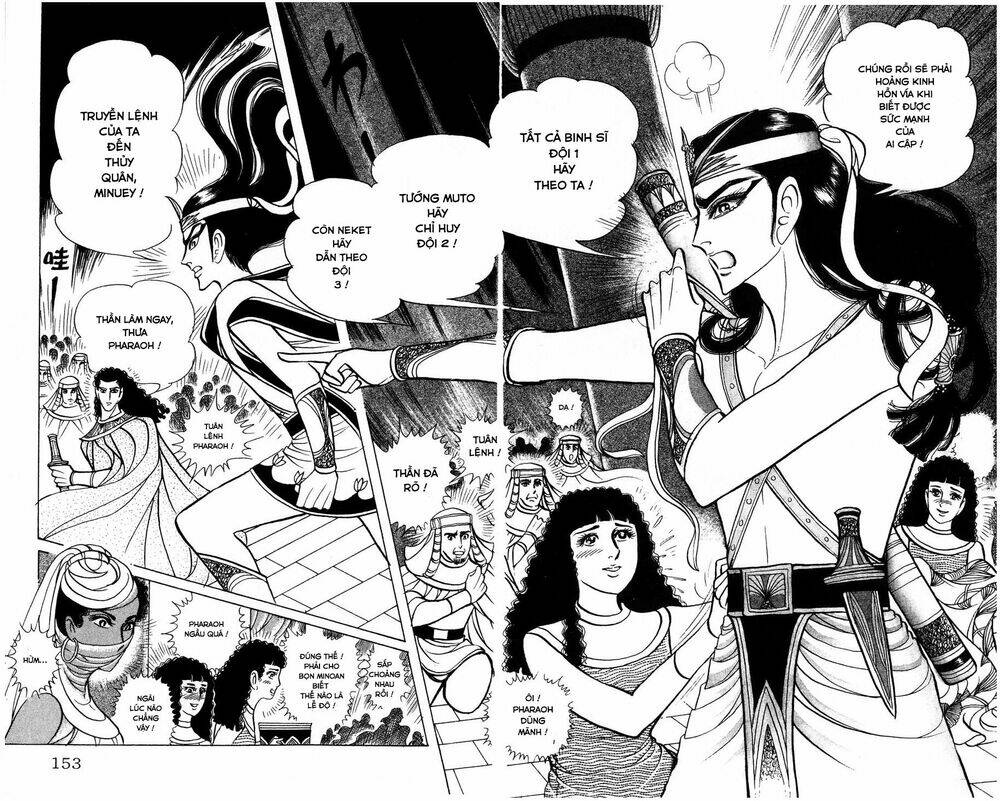 CHÚNG RỒI SẼ PHẢI
HOẢNG KINH
HỒN VÍA KHI
BIẾT ĐƯỢC
SỨC MẠNH
CỦA
AI CẬP!
TẤT CẢ BINH SĨ
ĐỘI 1
HÃY
THEO TA!
TƯỚNG MUTO
HÃY
CHỈ HUY
ĐỘI 2!
CÒN NEKET
HÃY
DẪN THEO
ĐỘI
3!
DẠ!
TUÂN
LỆNH!
THẦN ĐÃ
RÕ!
ÔI!
PHARAOH
DŨNG
MÃNH!
わ
TRUYỀN LỆNH
CỦA TA
ĐẾN
THỦY
QUÂN,
MINUEY!
哇
THẦN LÀM NGAY,
THƯA
PHARAOH!
TUÂN
LỆNH
PHARAOH!
SẮP
CHOẢNG
NHAU
RỒI!
ĐÚNG THẾ!
PHẢI CHO
BỌN MINOAN
BIẾT
THẾ NÀO LÀ
LỄ ĐỘ!
PHARAOH
NGẦU QUÁ!
NGÀI
LÚC NÀO
CHẲNG
VẬY!
HỪM...
153